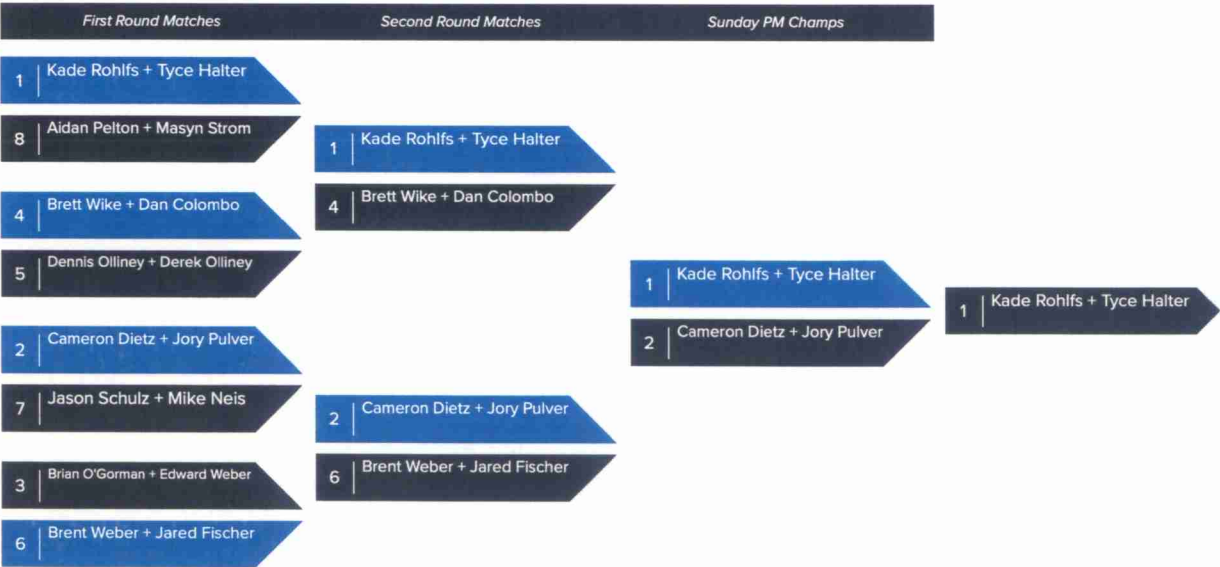 First Round Matches Second Round Matches Sunday PM Champs
1 Kade Rohlfs + Tyce Halter
8 Aidan Pelton + Masyn Strom
4 Brett Wike + Dan Colombo
5 Dennis Olliney + Derek Olliney
2 Cameron Dietz + Jory Pulver
7 Jason Schulz + Mike Neis
3 Brian O'Gorman + Edward Weber
6 Brent Weber + Jared Fischer
1 Kade Rohlfs + Tyce Halter
4 Brett Wike + Dan Colombo
2 Cameron Dietz + Jory Pulver
6 Brent Weber + Jared Fischer
1 Kade Rohlfs + Tyce Halter
2 Cameron Dietz + Jory Pulver
1 Kade Rohlfs + Tyce Halter